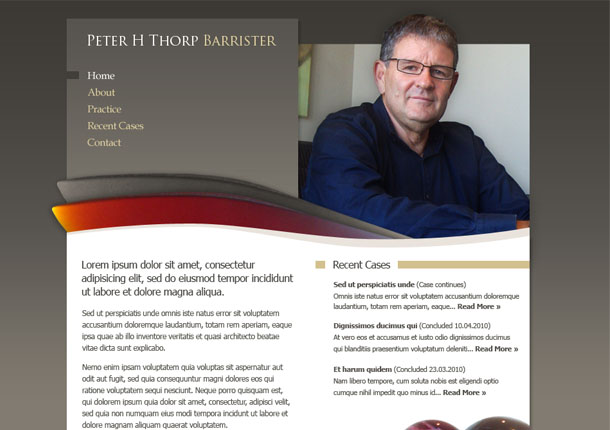 Peter H Thorp Barrister
Home
About
Practice
Recent Cases
Contact
Lorem ipsum dolor sit amet, consectetur
adipisicing elit, sed do eiusmod tempor incididunt
ut labore et dolore magna aliqua.
Sed ut perspiciatis unde omnis iste natus error sit voluptatem
accusantium doloremque laudantium, totam rem aperiam, eaque
ipsa quae ab illo inventore veritatis et quasi architecto beatae
vitae dicta sunt explicabo.
Nemo enim ipsam voluptatem quia voluptas sit aspernatur aut
odit aut fugit, sed quia consequuntur magni dolores eos qui
ratione voluptatem sequi nesciunt. Neque porro quisquam est,
qui dolorem ipsum quia dolor sit amet, consectetur, adipisci velit,
sed quia non numquam eius modi tempora incidunt ut labore et
dolore magnam aliquam quaerat voluptatem.
Recent Cases
Sed ut perspiciatis unde (Case continues)
Omnis iste natus error sit voluptatem accusantium doloremque
laudantium, totam rem aperiam, eaque... Read More »
Dignissimos ducimus qui (Concluded 10.04.2010)
At vero eos et accusamus et iusto odio dignissimos ducimus
qui blanditiis praesentium voluptatum deleniti... Read More »
Et harum quidem (Concluded 23.03.2010)
Nam libero tempore, cum soluta nobis est eligendi optio
cumque nihil impedit quo minus id... Read More »